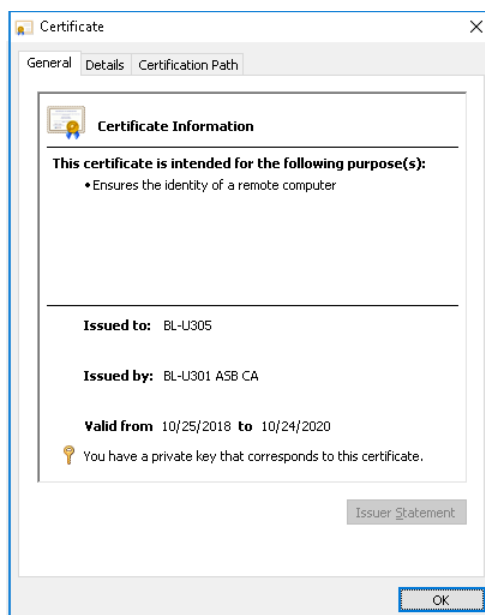 Certificate
General Details Certification Path
Certificate Information
This certificate is intended for the following purpose(s):
• Ensures the identity of a remote computer
Issued to: BL-U305
Issued by: BL-U301 ASB CA
Valid from 10/25/2018 to 10/24/2020
You have a private key that corresponds to this certificate.
Issuer Statement
OK